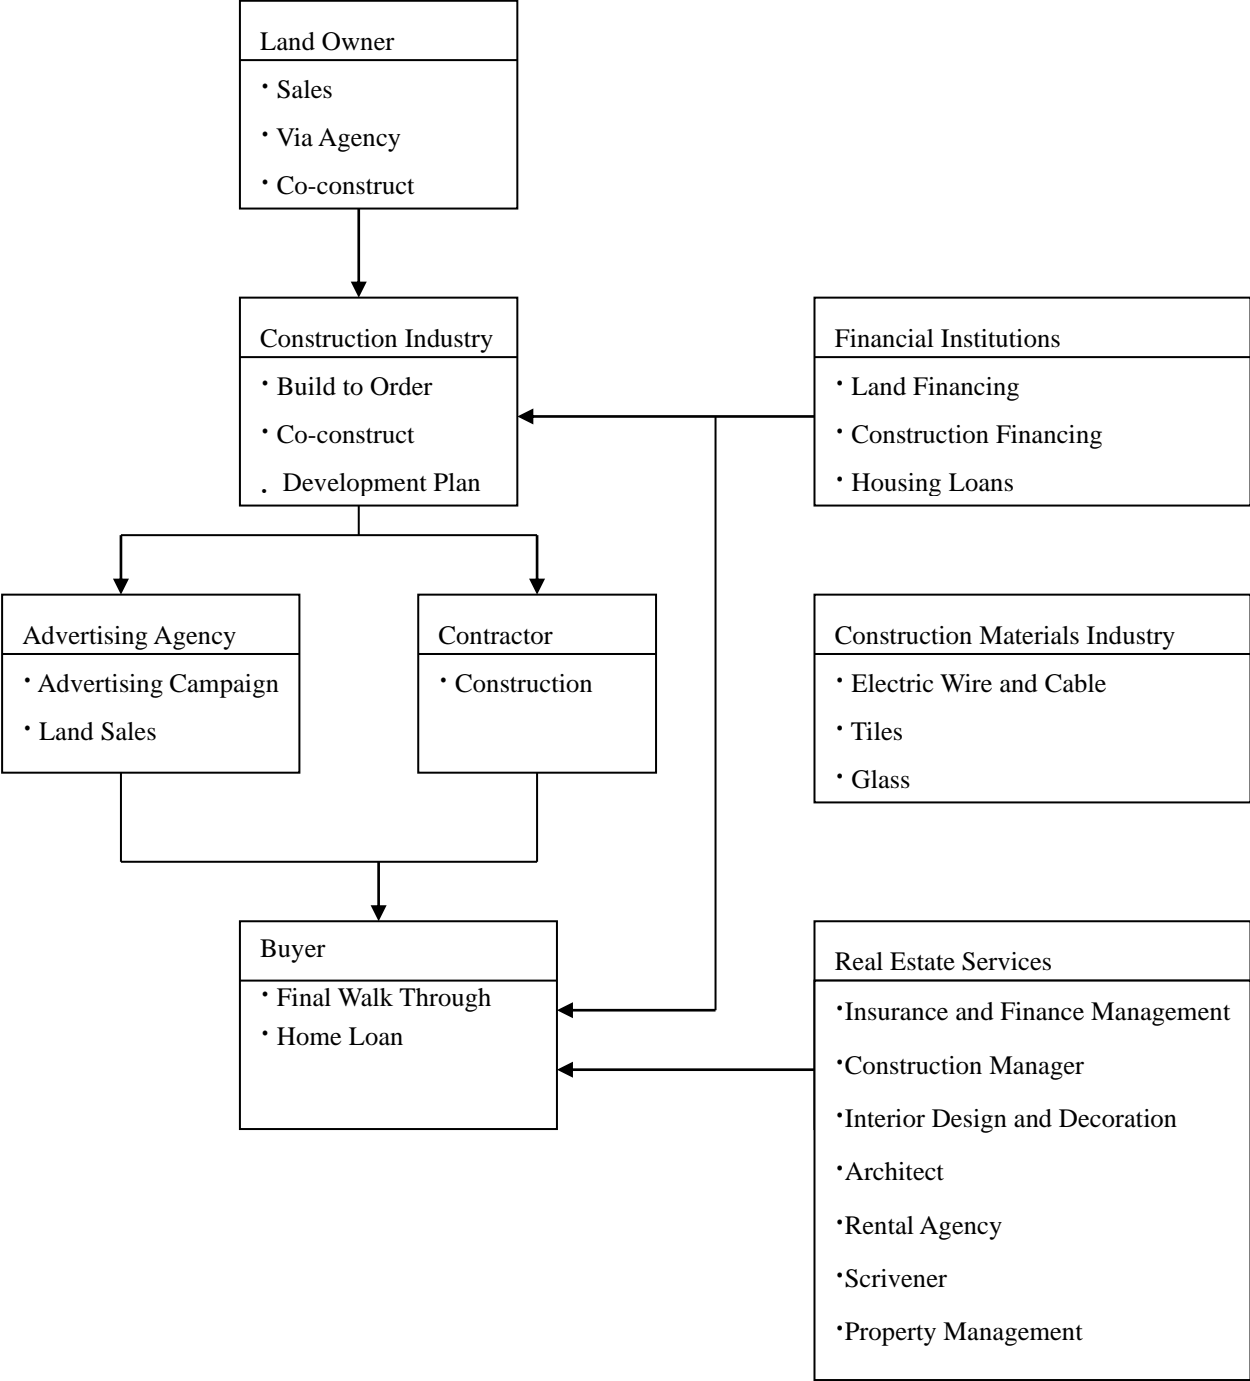 Land Owner
· Sales
· Via Agency
· Co-construct
Construction Industry
· Build to Order
· Co-construct
. Development Plan
Financial Institutions
· Land Financing
· Construction Financing
· Housing Loans
Advertising Agency
· Advertising Campaign
· Land Sales
Contractor
· Construction
Construction Materials Industry
· Electric Wire and Cable
· Tiles
· Glass
Buyer
· Final Walk Through
· Home Loan
Real Estate Services
·Insurance and Finance Management
·Construction Manager
·Interior Design and Decoration
·Architect
·Rental Agency
·Scrivener
·Property Management